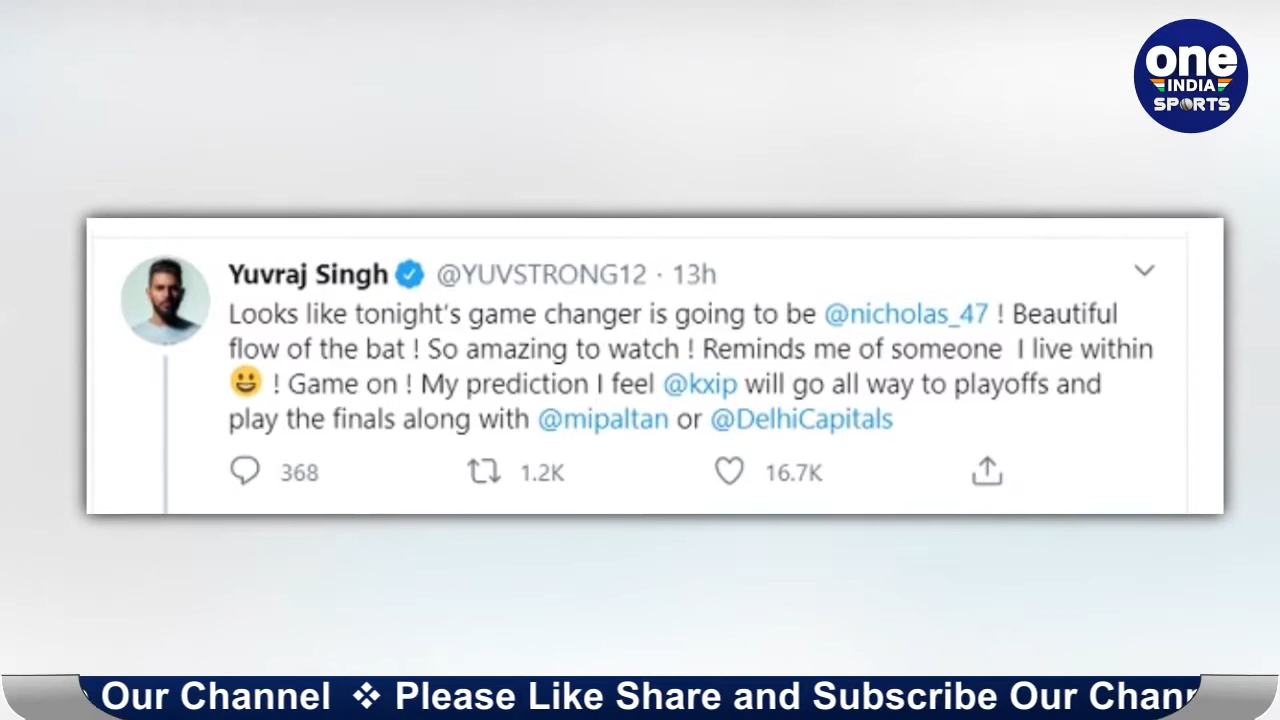 one
INDIA
SPORTS
Yuvraj Singh @YUVSTRONG12 · 13h
Looks like tonight's game changer is going to be @nicholas_47 ! Beautiful
flow of the bat ! So amazing to watch ! Reminds me of someone I live within
😀 ! Game on ! My prediction I feel @kxip will go all way to playoffs and
play the finals along with @mipaltan or @DelhiCapitals
368 1.2K 16.7K
Our Channel ❖ Please Like Share and Subscribe Our Chann